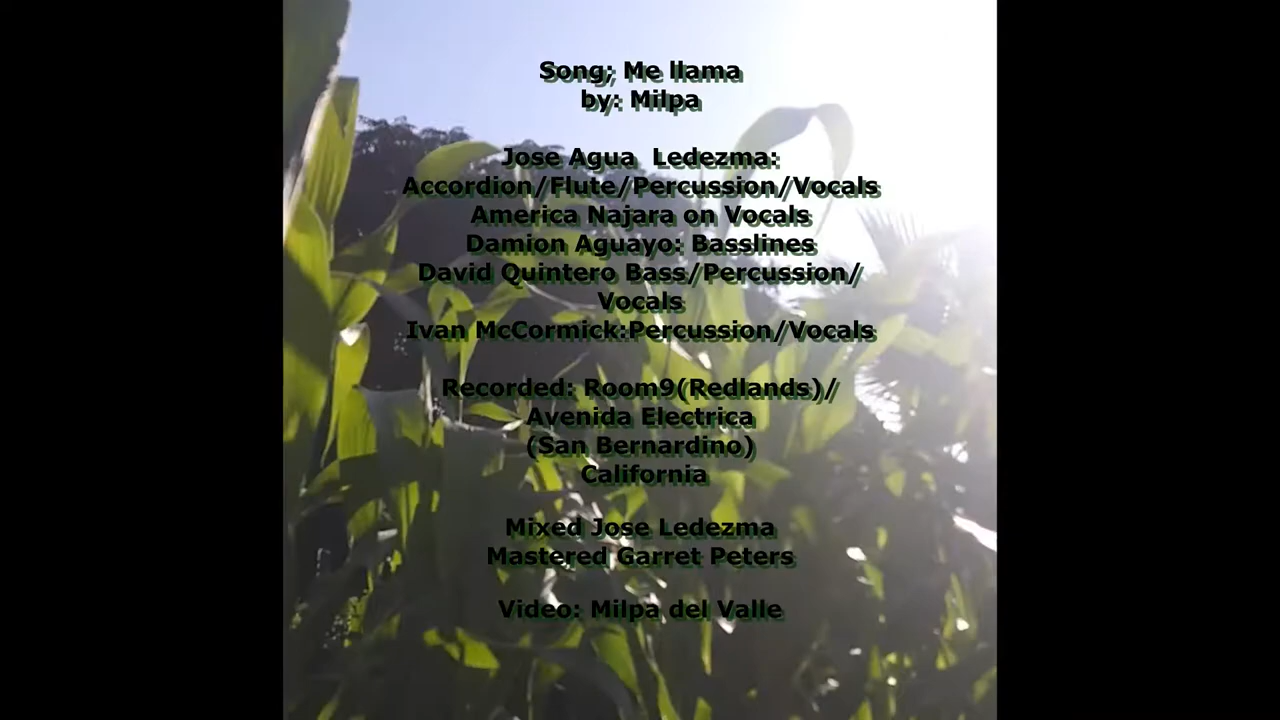 Song; Me llama
by: Milpa
Jose Agua Ledezma:
Accordion/Flute/Percussion/Vocals
America Najara on Vocals
Damion Aguayo: Basslines
David Quintero Bass/Percussion/
Vocals
Ivan McCormick:Percussion/Vocals
Recorded: Room9(Redlands)/
Avenida Electrica
(San Bernardino)
California
Mixed Jose Ledezma
Mastered Garret Peters
Video: Milpa del Valle